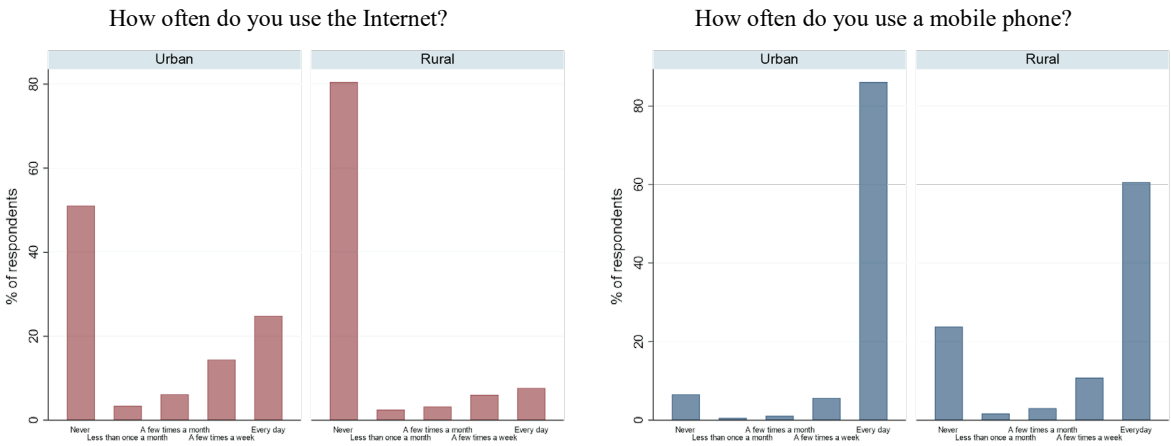 How often do you use the Internet?
How often do you use a mobile phone?
Urban
Rural
% of respondents
80
60
40
20
0
Never
A few times a month
Every day
Less than once a month
A few times a week
Never
A few times a month
Every day
Less than once a month
A few times a week
Urban
Rural
% of respondents
80
60
40
20
0
Never
A few times a month
Every day
Less than once a month
A few times a week
Never
A few times a month
Everyday
Less than once a month
A few times a week